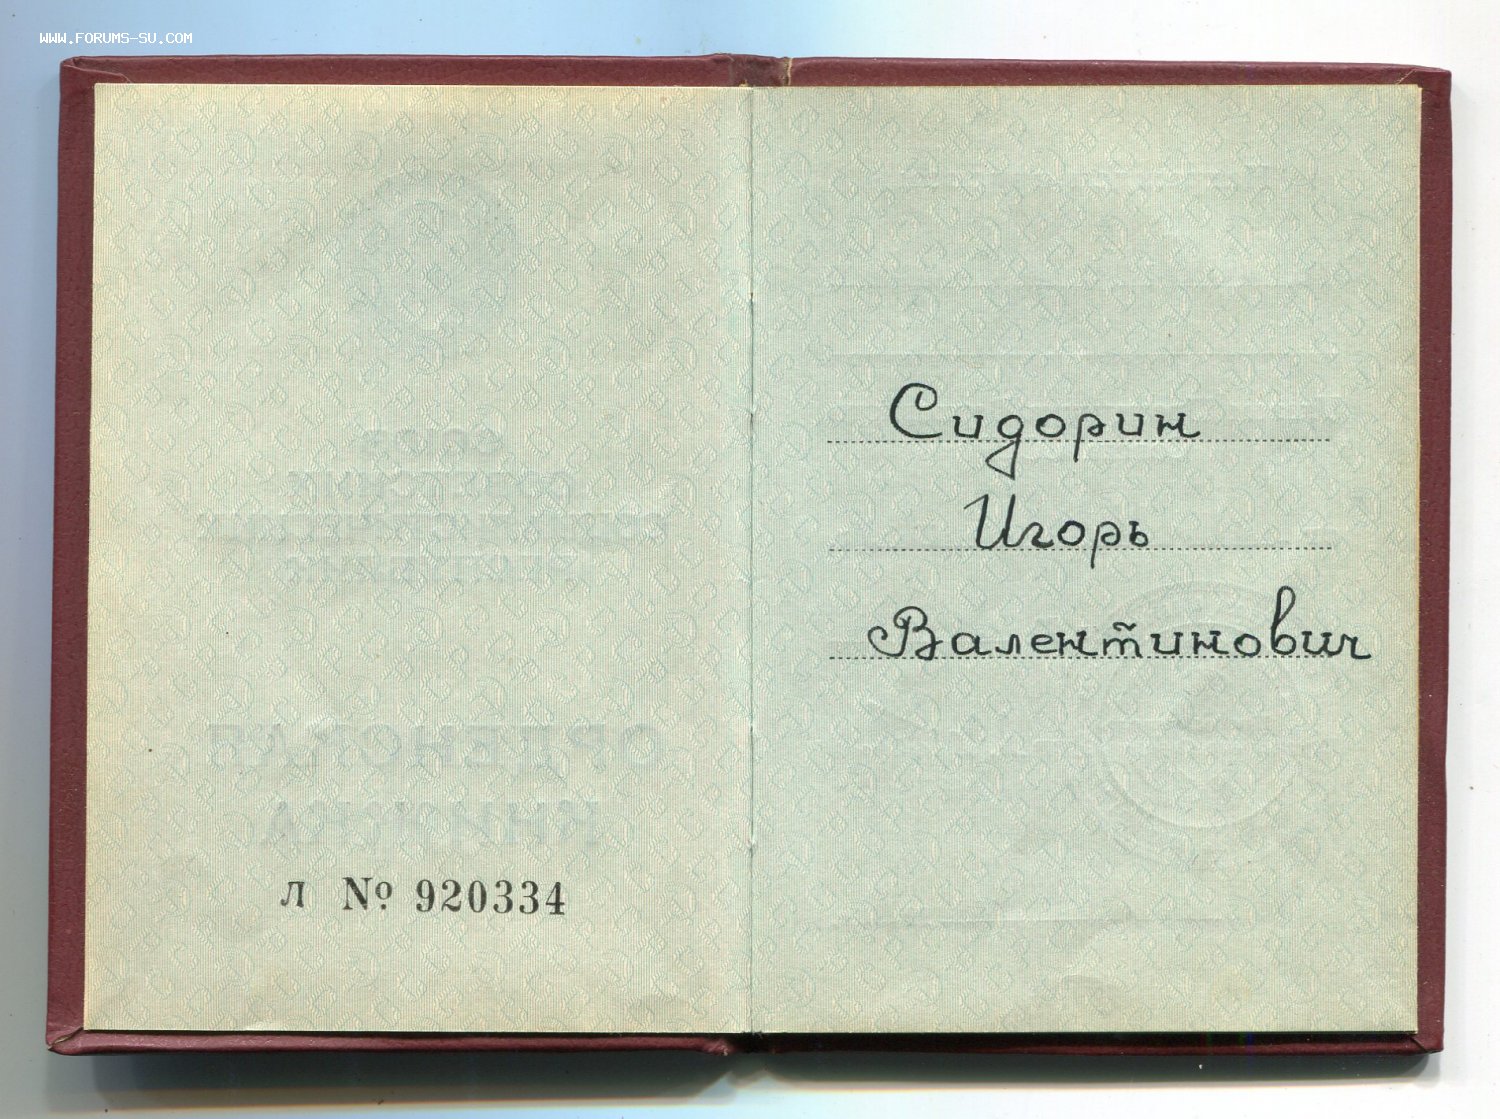 WWW.FORUMS-SU.COM
Л № 920334
Сидорин
Игорь
Валентинович